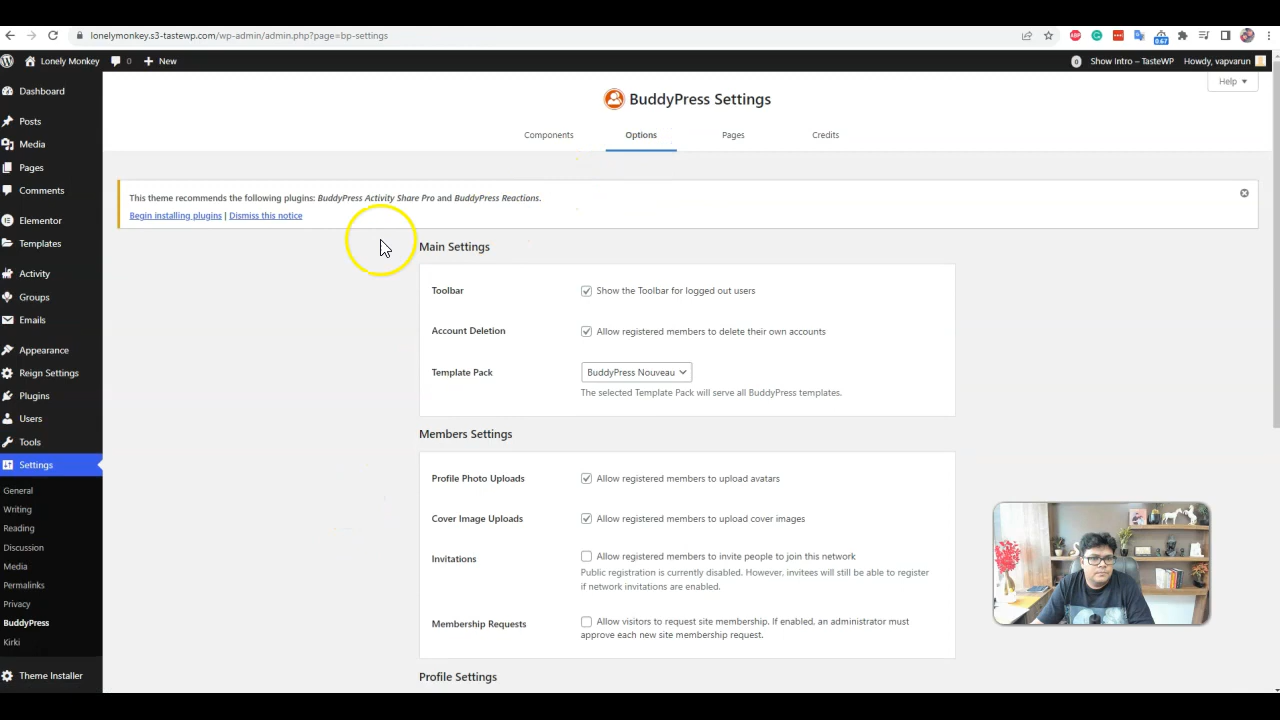 lonelymonkey.s3-tastewp.com/wp-admin/admin.php?page=bp-settings
0.67
Lonely Monkey
0
New
0
Show Intro – TasteWP
Howdy, vapvarun
Help
BuddyPress Settings
Components
Options
Pages
Credits
This theme recommends the following plugins: BuddyPress Activity Share Pro and BuddyPress Reactions.
Begin installing plugins | Dismiss this notice
Main Settings
Toolbar
Show the Toolbar for logged out users
Account Deletion
Allow registered members to delete their own accounts
Template Pack
BuddyPress Nouveau
The selected Template Pack will serve all BuddyPress templates.
Members Settings
Profile Photo Uploads
Allow registered members to upload avatars
Cover Image Uploads
Allow registered members to upload cover images
Invitations
Allow registered members to invite people to join this network
Public registration is currently disabled. However, invitees will still be able to register
if network invitations are enabled.
Membership Requests
Allow visitors to request site membership. If enabled, an administrator must
approve each new site membership request.
Profile Settings
Dashboard
Posts
Media
Pages
Comments
Elementor
Templates
Activity
Groups
Emails
Appearance
Reign Settings
Plugins
Users
Tools
Settings
General
Writing
Reading
Discussion
Media
Permalinks
Privacy
BuddyPress
Kirki
Theme Installer